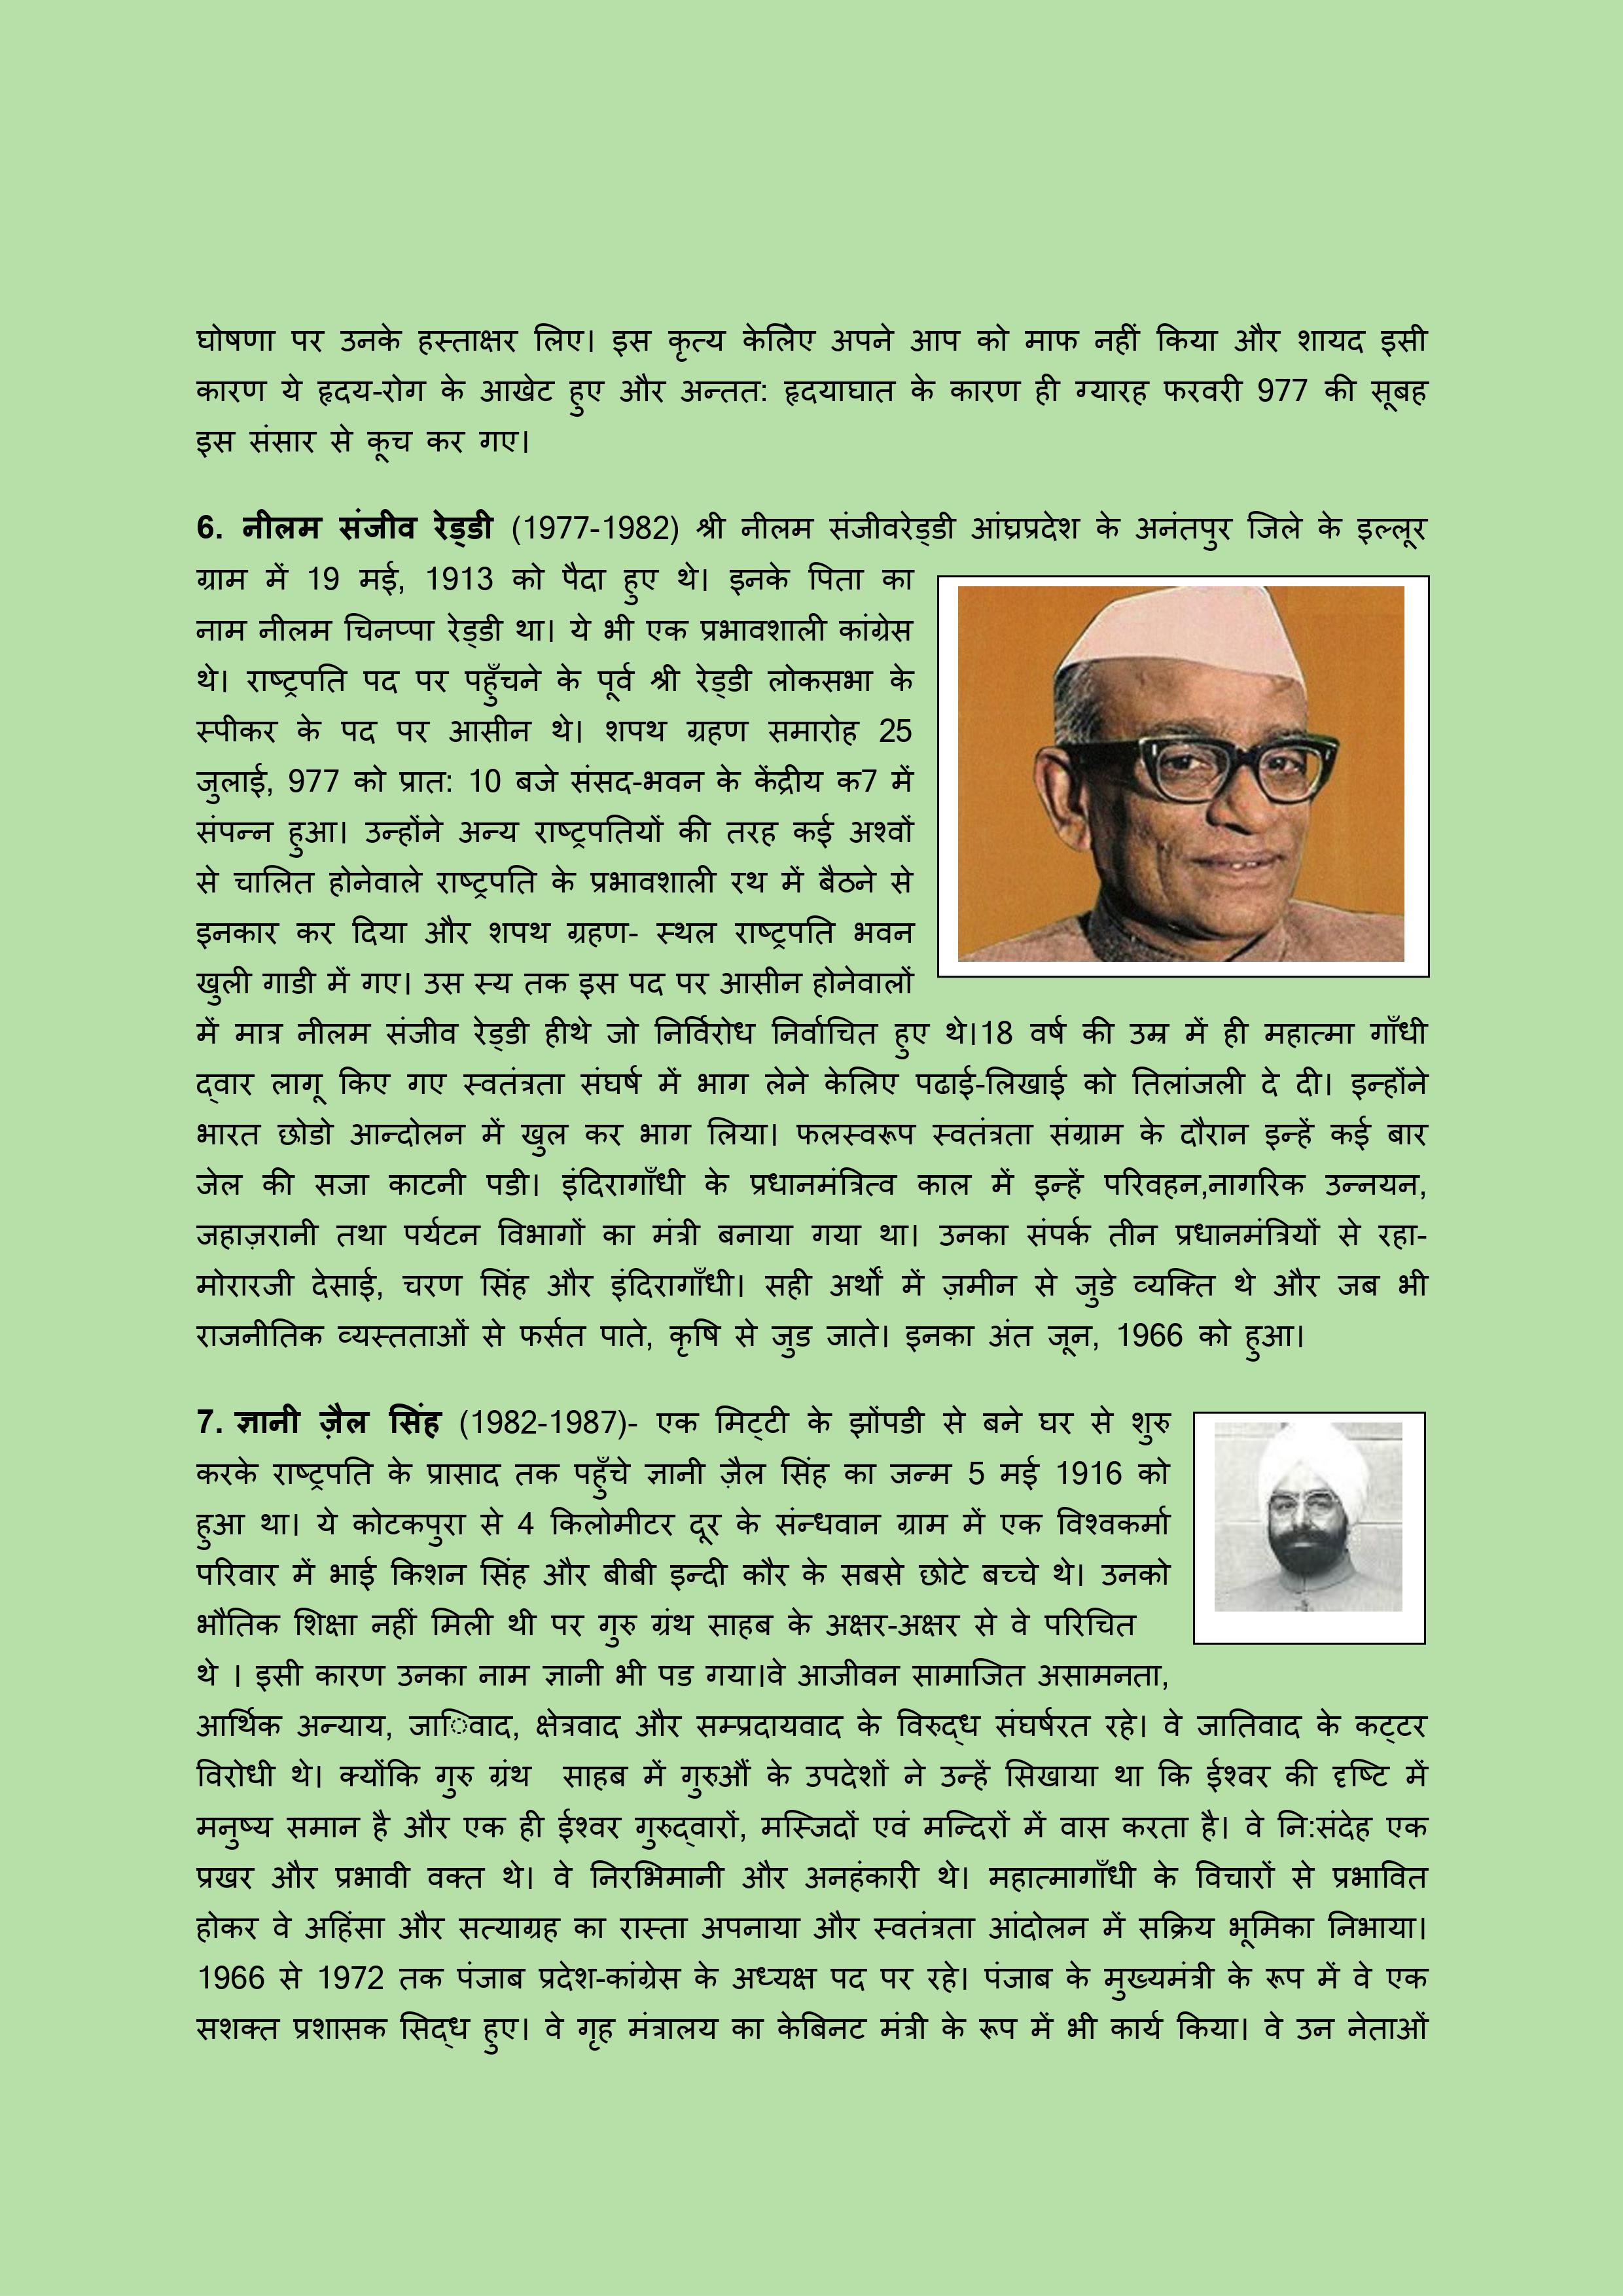 घोषणा पर उनके हस्ताक्षर लिए। इस कृत्य केलिेए अपने आप को माफ नहीं किया और शायद इसी
कारण ये हृदय-रोग के आखेट हुए और अन्तत: हृदयाघात के कारण ही ग्यारह फरवरी 977 की सूबह
इस संसार से कूच कर गए।
6. नीलम संजीव रेड्डी (1977-1982) श्री नीलम संजीवरेड्डी आंघ्रप्रदेश के अनंतपुर जिले के इल्लूर
ग्राम में 19 मई, 1913 को पैदा हुए थे। इनके पिता का
नाम नीलम चिनप्पा रेड्डी था। ये भी एक प्रभावशाली कांग्रेस
थे। राष्ट्रपति पद पर पहुँचने के पूर्व श्री रेड्डी लोकसभा के
स्पीकर के पद पर आसीन थे। शपथ ग्रहण समारोह 25
जुलाई, 977 को प्रात: 10 बजे संसद-भवन के केंद्रीय क7 में
संपन्न हुआ। उन्होंने अन्य राष्ट्रपतियों की तरह कई अश्वों
से चालित होनेवाले राष्ट्रपति के प्रभावशाली रथ में बैठने से
इनकार कर दिया और शपथ ग्रहण- स्थल राष्ट्रपति भवन
खुली गाडी में गए। उस स्य तक इस पद पर आसीन होनेवालों
में मात्र नीलम संजीव रेड्डी हीथे जो निर्विरोध निर्वाचित हुए थे।18 वर्ष की उम्र में ही महात्मा गाँधी
द्वार लागू किए गए स्वतंत्रता संघर्ष में भाग लेने केलिए पढाई-लिखाई को तिलांजली दे दी। इन्होंने
भारत छोडो आन्दोलन में खुल कर भाग लिया। फलस्वरूप स्वतंत्रता संग्राम के दौरान इन्हें कई बार
जेल की सजा काटनी पडी। इंदिरागाँधी के प्रधानमंत्रित्व काल में इन्हें परिवहन,नागरिक उन्नयन,
जहाज़रानी तथा पर्यटन विभागों का मंत्री बनाया गया था। उनका संपर्क तीन प्रधानमंत्रियों से रहा-
मोरारजी देसाई, चरण सिंह और इंदिरागाँधी। सही अर्थों में ज़मीन से जुडे व्यक्ति थे और जब भी
राजनीतिक व्यस्तताओं से फर्सत पाते, कृषि से जुड जाते। इनका अंत जून, 1966 को हुआ।
7. ज्ञानी ज़ैल सिंह (1982-1987)- एक मिट्टी के झोंपडी से बने घर से शुरु
करके राष्ट्रपति के प्रासाद तक पहुँचे ज्ञानी ज़ैल सिंह का जन्म 5 मई 1916 को
हुआ था। ये कोटकपुरा से 4 किलोमीटर दूर के संन्धवान ग्राम में एक विश्वकर्मा
परिवार में भाई किशन सिंह और बीबी इन्दी कौर के सबसे छोटे बच्चे थे। उनको
भौतिक शिक्षा नहीं मिली थी पर गुरु ग्रंथ साहब के अक्षर-अक्षर से वे परिचित
थे । इसी कारण उनका नाम ज्ञानी भी पड गया।वे आजीवन सामाजित असामनता,
आर्थिक अन्याय, जािवाद, क्षेत्रवाद और सम्प्रदायवाद के विरुद्ध संघर्षरत रहे। वे जातिवाद के कट्टर
विरोधी थे। क्योंकि गुरु ग्रंथ साहब में गुरुऔं के उपदेशों ने उन्हें सिखाया था कि ईश्वर की दृष्टि में
मनुष्य समान है और एक ही ईश्वर गुरुद्वारों, मस्जिदों एवं मन्दिरों में वास करता है। वे नि:संदेह एक
प्रखर और प्रभावी वक्त थे। वे निरभिमानी और अनहंकारी थे। महात्मागाँधी के विचारों से प्रभावित
होकर वे अहिंसा और सत्याग्रह का रास्ता अपनाया और स्वतंत्रता आंदोलन में सक्रिय भूमिका निभाया।
1966 से 1972 तक पंजाब प्रदेश-कांग्रेस के अध्यक्ष पद पर रहे। पंजाब के मुख्यमंत्री के रूप में वे एक
सशक्त प्रशासक सिद्ध हुए। वे गृह मंत्रालय का केबिनट मंत्री के रूप में भी कार्य किया। वे उन नेताओं